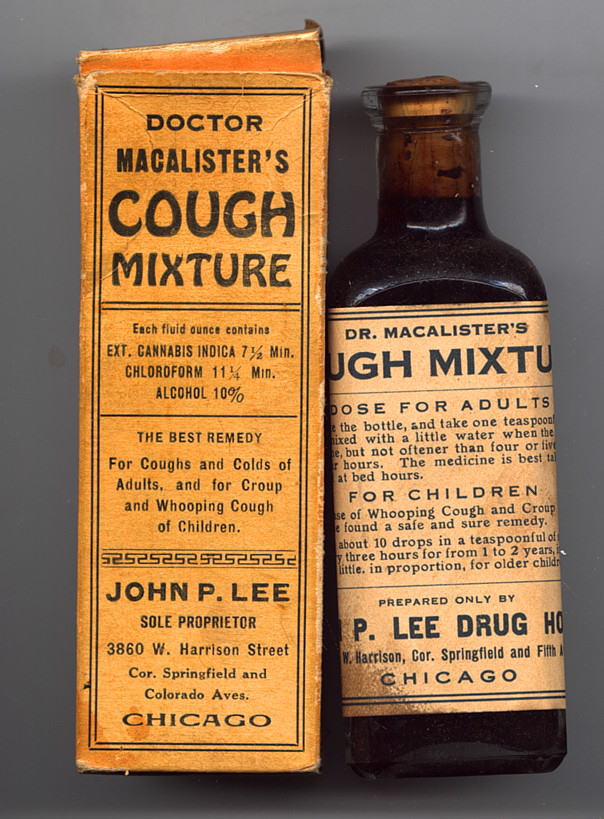 DOCTOR
MACALISTER'S
COUGH
MIXTURE
Each fluid ounce contains
EXT. CANNABIS INDICA 7½ Min.
CHLOROFORM 11¼ Min.
ALCOHOL 10%
THE BEST REMEDY
For Coughs and Colds of
Adults, and for Croup
and Whooping Cough
of Children.
JOHN P. LEE
SOLE PROPRIETOR
3860 W. Harrison Street
Cor. Springfield and
Colorado Aves.
CHICAGO
DR. MACALISTER'S
UGH MIXTU
DOSE FOR ADULTS
e the bottle, and take one teaspoonf
ixed with a little water when the
e, but not oftener than four or five
r hours. The medicine is best ta
at bed hours.
FOR CHILDREN
se of Whooping Cough and Croup
e found a safe and sure remedy.
about 10 drops in a teaspoonful of
y three hours for from 1 to 2 years,
little. in proportion, for older childr
PREPARED ONLY BY
P. LEE DRUG HO
W. Harrison, Cor. Springfield and Fifth A
CHICAGO